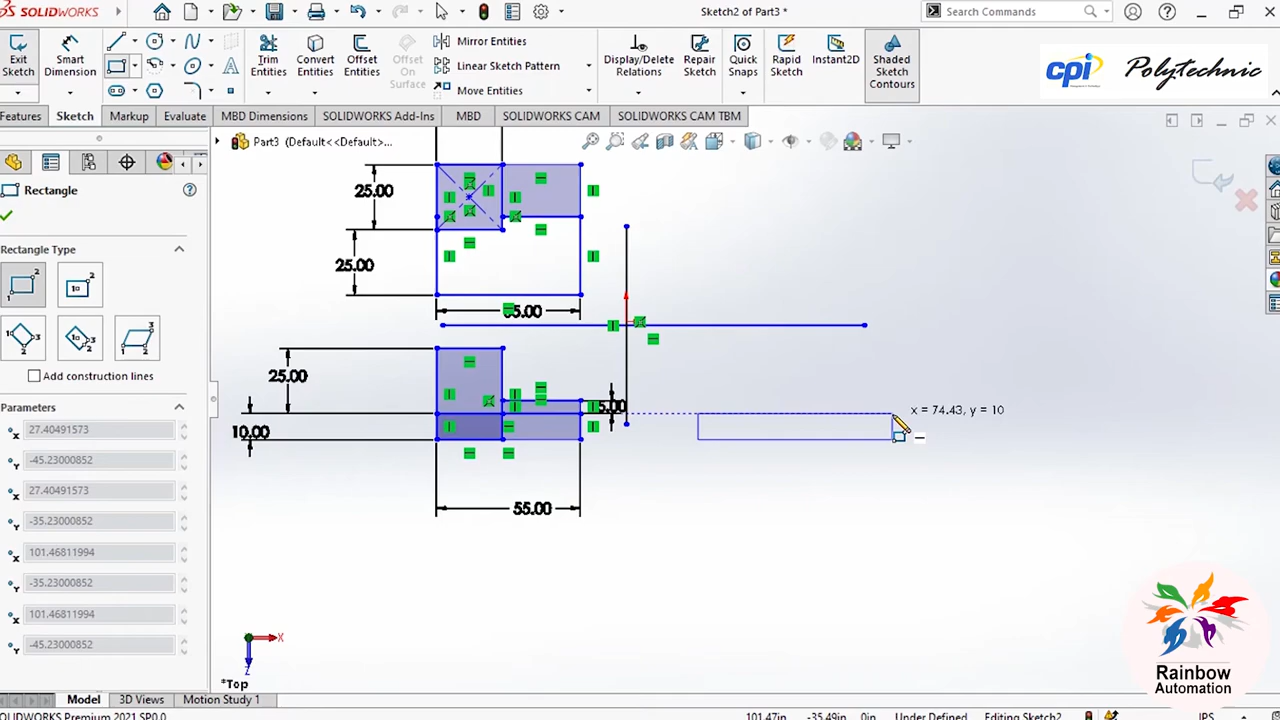 SOLIDWORKS
Sketch2 of Part3 *
Search Commands
Exit Sketch
Smart Dimension
Trim Entities
Convert Entities
Offset Entities
Offset On Surface
Mirror Entities
Linear Sketch Pattern
Move Entities
Display/Delete Relations
Repair Sketch
Quick Snaps
Rapid Sketch
Instant2D
Shaded Sketch Contours
cpi
Polytechnic
Features
Sketch
Markup
Evaluate
MBD Dimensions
SOLIDWORKS Add-Ins
MBD
SOLIDWORKS CAM
SOLIDWORKS CAM TBM
Part3 (Default<<Default>...
Rectangle
Rectangle Type
Add construction lines
Parameters
27.40491573
-45.23000852
27.40491573
-35.23000852
101.46811994
-35.23000852
101.46811994
-45.23000852
25.00
25.00
25.00
10.00
55.00
x = 74.43, y = 10
X
Z
*Top
Model
3D Views
Motion Study 1
SOLIDWORKS Premium 2021 SP0.0
101.47in
-35.49in
0in
Under Defined
Editing Sketch2
IPS
Rainbow
Automation